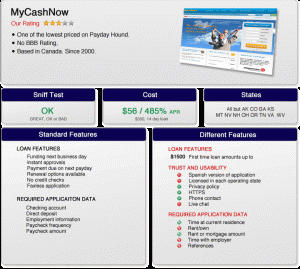 MyCashNow
Our Rating
One of the lowest priced on Payday Hound.
No BBB Rating.
Based in Canada. Since 2000.
Sniff Test
OK
GREAT, OK or BAD
Cost
$56 / 485% APR
$300, 14 day loan
States
All but AK CO GA KS
MT NV NH OH OR TN VA WV
Standard Features
LOAN FEATURES
Funding next business day
Instant approvals
Payment due on next payday
Renewal options available
No credit checks
Faxless application
REQUIRED APPLICATON DATA
Checking account
Direct deposit
Employment information
Paycheck frequency
Paycheck amount
Different Features
LOAN FEATURES
$1500 First time loan amounts up to
TRUST AND USABILITY
Spanish version of application
Licensed in each operating state
Privacy policy
HTTPS
Phone contact
Live chat
REQUIRED APPLICATION DATA
Time at current residence
Rent/own
Rent or mortgage amount
Time with employer
References